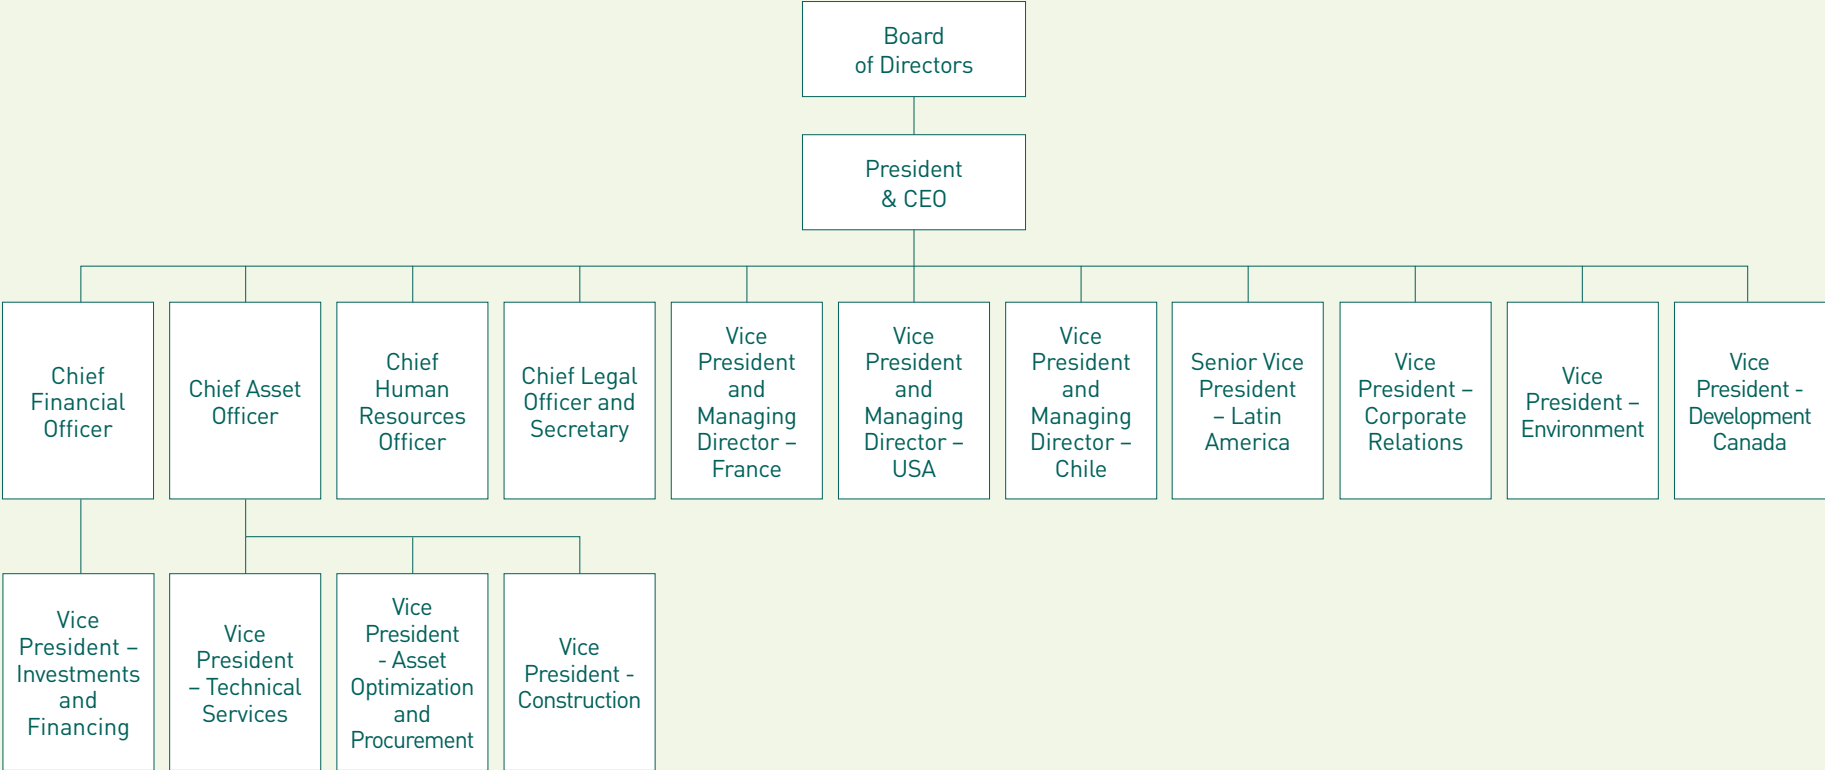 Board
of Directors
President
& CEO
Chief
Financial
Officer
Chief Asset
Officer
Chief
Human
Resources
Officer
Chief Legal
Officer and
Secretary
Vice
President
and
Managing
Director –
France
Vice
President
and
Managing
Director –
USA
Vice
President
and
Managing
Director –
Chile
Senior Vice
President
– Latin
America
Vice
President –
Corporate
Relations
Vice
President –
Environment
Vice
President -
Development
Canada
Vice
President –
Investments
and
Financing
Vice
President
– Technical
Services
Vice
President
- Asset
Optimization
and
Procurement
Vice
President -
Construction